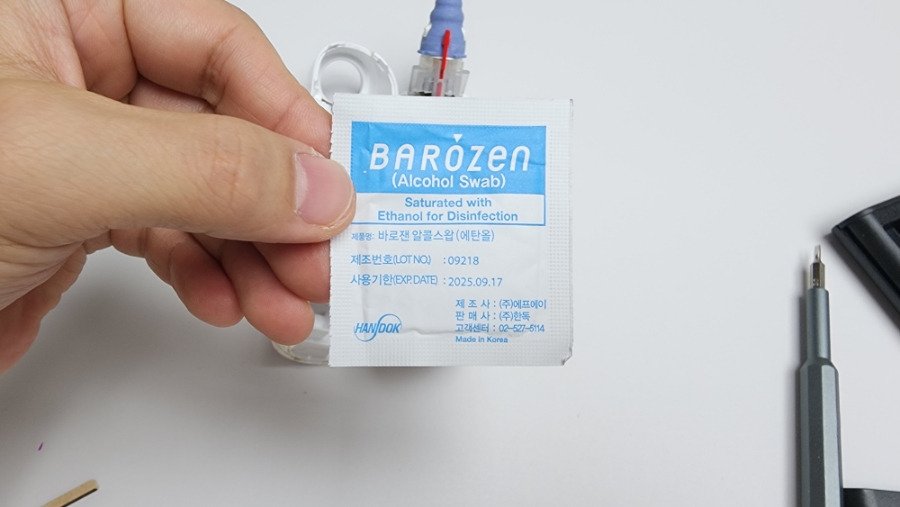 BARÓZEN
(Alcohol Swab)
Saturated with
Ethanol for Disinfection
제품명: 바로잰 알콜스왑 (에탄올)
제조번호(LOT NO.) : 09218
사용기한(EXP.DATE) : 2025.09.17
제 조 사 : (주)에프에이
판 매 사 : (주)한독
고객센터 : 02-527-5114
Made in Korea
HANDOK